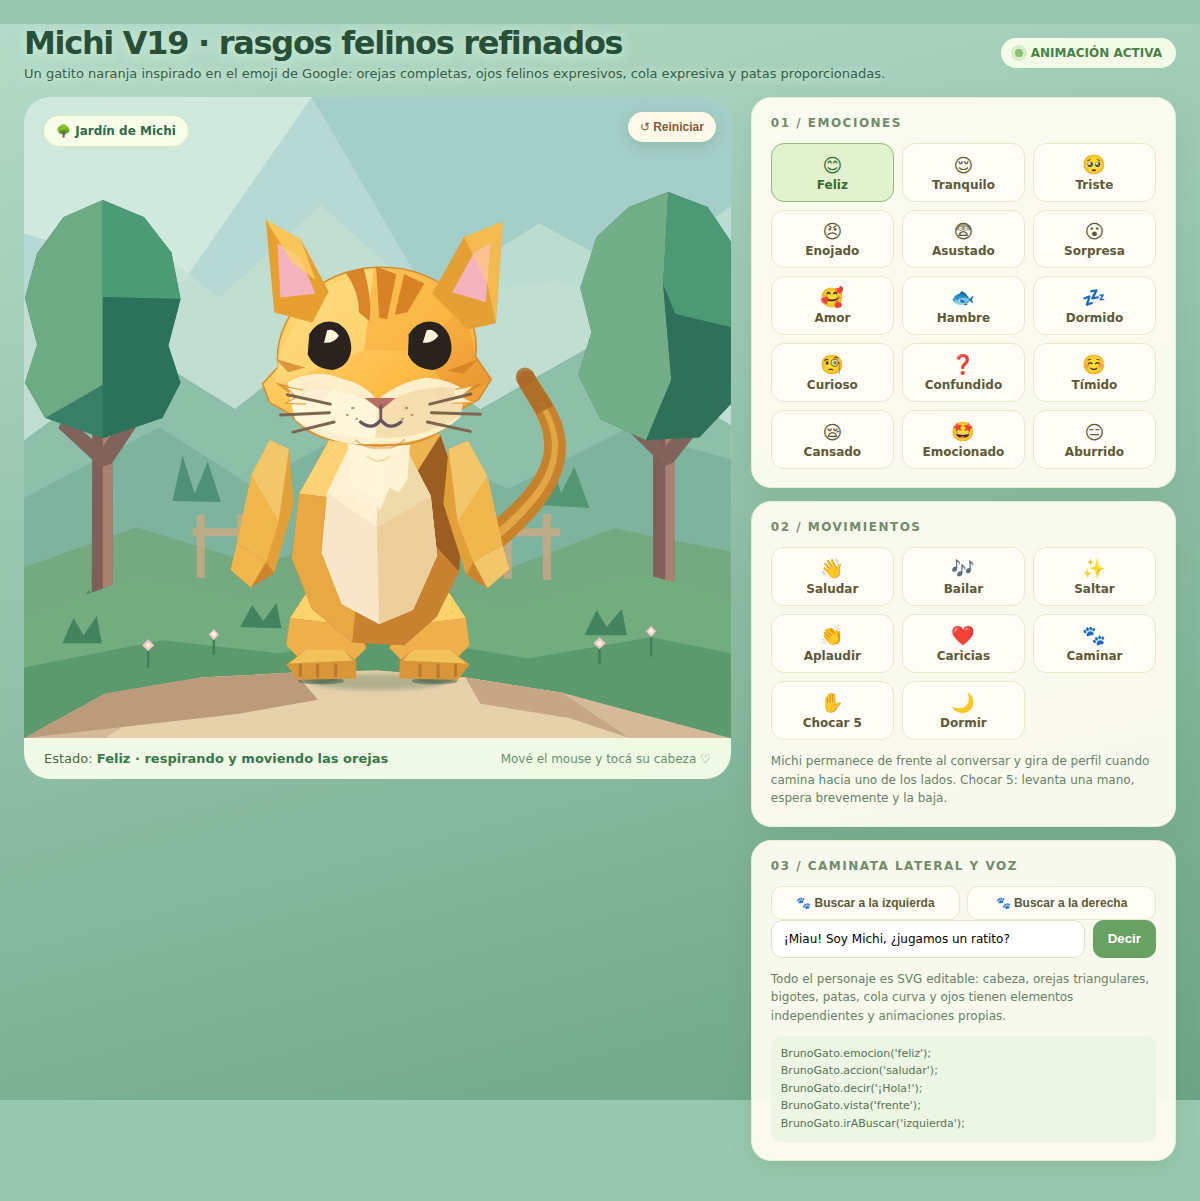 Michi V19 · rasgos felinos refinados
Un gatito naranja inspirado en el emoji de Google: orejas completas, ojos felinos expresivos, cola expresiva y patas proporcionadas.
ANIMACIÓN ACTIVA
Jardín de Michi
↺ Reiniciar
Estado: Feliz · respirando y moviendo las orejas
Mové el mouse y tocá su cabeza ♡
01 / EMOCIONES
Feliz
Tranquilo
Triste
Enojado
Asustado
Sorpresa
Amor
Hambre
Dormido
Curioso
Confundido
Tímido
Cansado
Emocionado
Aburrido
02 / MOVIMIENTOS
Saludar
Bailar
Saltar
Aplaudir
Caricias
Caminar
Chocar 5
Dormir
Michi permanece de frente al conversar y gira de perfil cuando
camina hacia uno de los lados. Chocar 5: levanta una mano,
espera brevemente y la baja.
03 / CAMINATA LATERAL Y VOZ
Buscar a la izquierda
Buscar a la derecha
¡Miau! Soy Michi, ¿jugamos un ratito?
Decir
Todo el personaje es SVG editable: cabeza, orejas triangulares,
bigotes, patas, cola curva y ojos tienen elementos
independientes y animaciones propias.
BrunoGato.emocion('feliz');
BrunoGato.accion('saludar');
BrunoGato.decir('¡Hola!');
BrunoGato.vista('frente');
BrunoGato.irABuscar('izquierda');